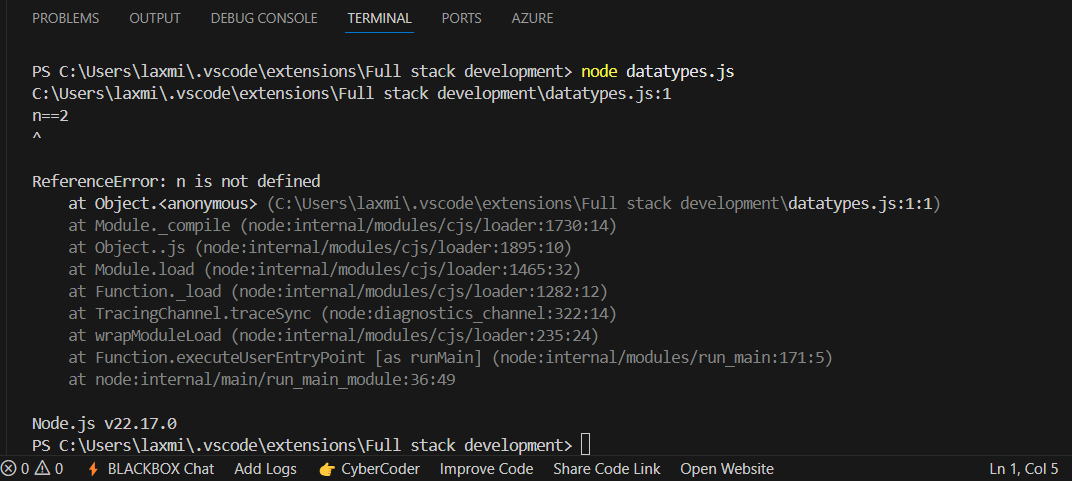 PROBLEMS OUTPUT DEBUG CONSOLE TERMINAL PORTS AZURE
PS C:\Users\laxmi\.vscode\extensions\Full stack development> node datatypes.js
C:\Users\laxmi\.vscode\extensions\Full stack development\datatypes.js:1
n==2
^
ReferenceError: n is not defined
    at Object.<anonymous> (C:\Users\laxmi\.vscode\extensions\Full stack development\datatypes.js:1:1)
    at Module._compile (node:internal/modules/cjs/loader:1730:14)
    at Object..js (node:internal/modules/cjs/loader:1895:10)
    at Module.load (node:internal/modules/cjs/loader:1465:32)
    at Function._load (node:internal/modules/cjs/loader:1282:12)
    at TracingChannel.traceSync (node:diagnostics_channel:322:14)
    at wrapModuleLoad (node:internal/modules/cjs/loader:235:24)
    at Function.executeUserEntryPoint [as runMain] (node:internal/modules/run_main:171:5)
    at node:internal/main/run_main_module:36:49
Node.js v22.17.0
PS C:\Users\laxmi\.vscode\extensions\Full stack development>
0 0 BLACKBOX Chat Add Logs 👉 CyberCoder Improve Code Share Code Link Open Website Ln 1, Col 5